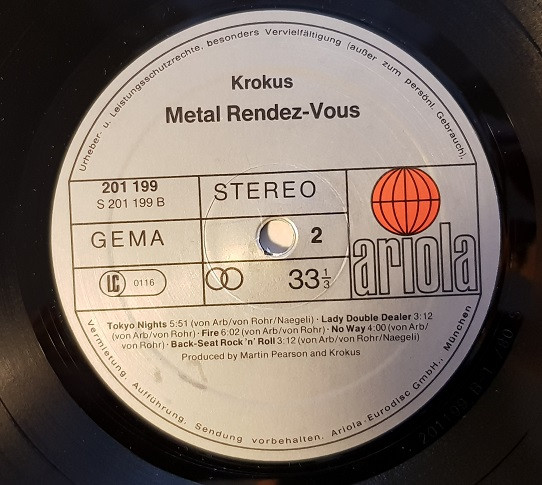 Urheber- u. Leistungsschutzrechte, besonders Vervielfältigung (außer zum persönl. Gebrauch),
Krokus
Metal Rendez-Vous
201 199
S 201 199 B
STEREO
GEMA
2
LC 0116
33 1/3
ariola
Tokyo Nights 5:51 (von Arb/von Rohr/Naegeli) · Lady Double Dealer 3:12
(von Arb/von Rohr) · Fire 6:02 (von Arb/von Rohr) · No Way 4:00 (von Arb/
von Rohr) · Back-Seat Rock 'n' Roll 3:12 (von Arb/von Rohr/Naegeli)
Produced by Martin Pearson and Krokus
Vermietung, Aufführung, Sendung vorbehalten. Ariola-Eurodisc GmbH., München